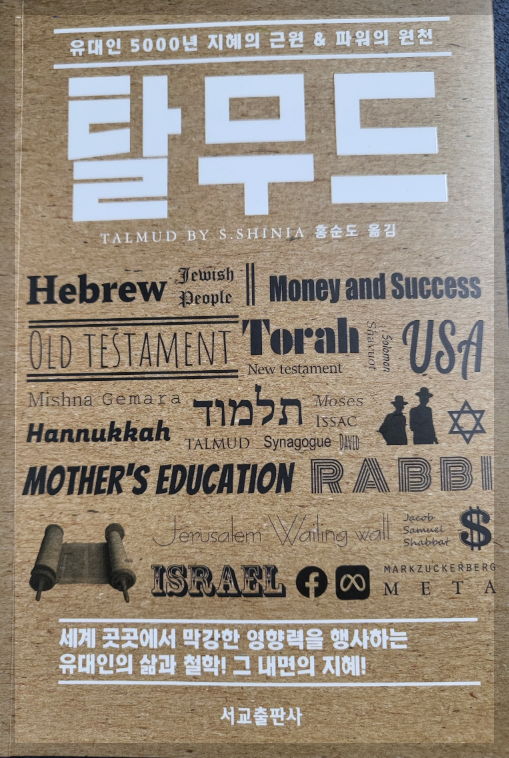 유대인 5000년 지혜의 근원 & 파워의 원천
탈무드
TALMUD BY S.SHINIA 홍순도 옮김
Hebrew Jewish People Money and Success
OLD TESTAMENT Torah Shavuot Solomon USA
New testament
Mishna Gemara תלמוד Moses
Hannukkah TALMUD Synagogue DAVID ISSAC
MOTHER'S EDUCATION RABBI
Jerusalem Wailing wall Jacob Samuel Shabbat $
ISRAEL f MARKZUCKERBERG
META
세계 곳곳에서 막강한 영향력을 행사하는
유대인의 삶과 철학! 그 내면의 지혜!
서교출판사